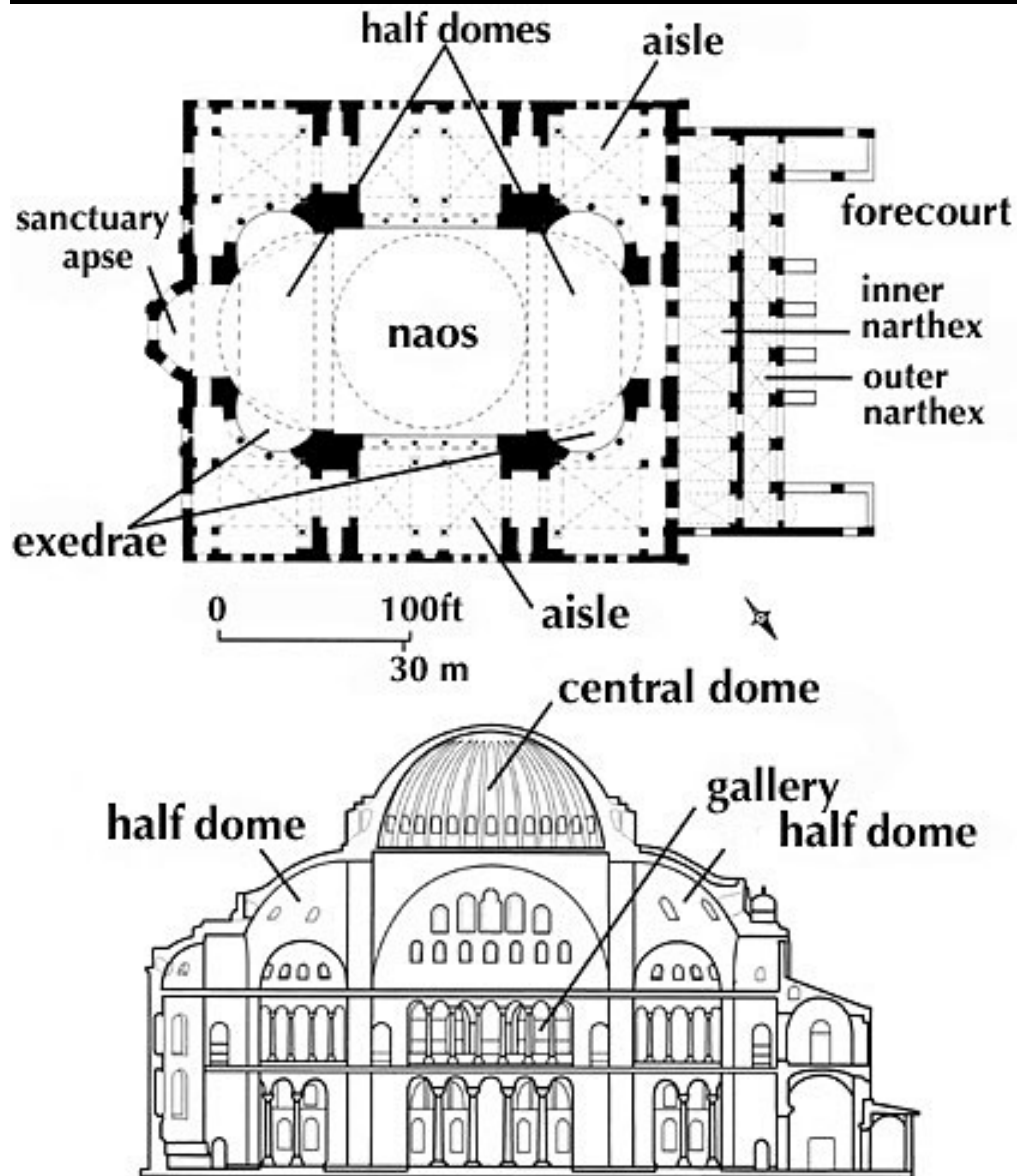 half domes
aisle
sanctuary
apse
forecourt
naos
inner
narthex
outer
narthex
exedrae
0 100ft
30 m
aisle
central dome
gallery
half dome
half dome